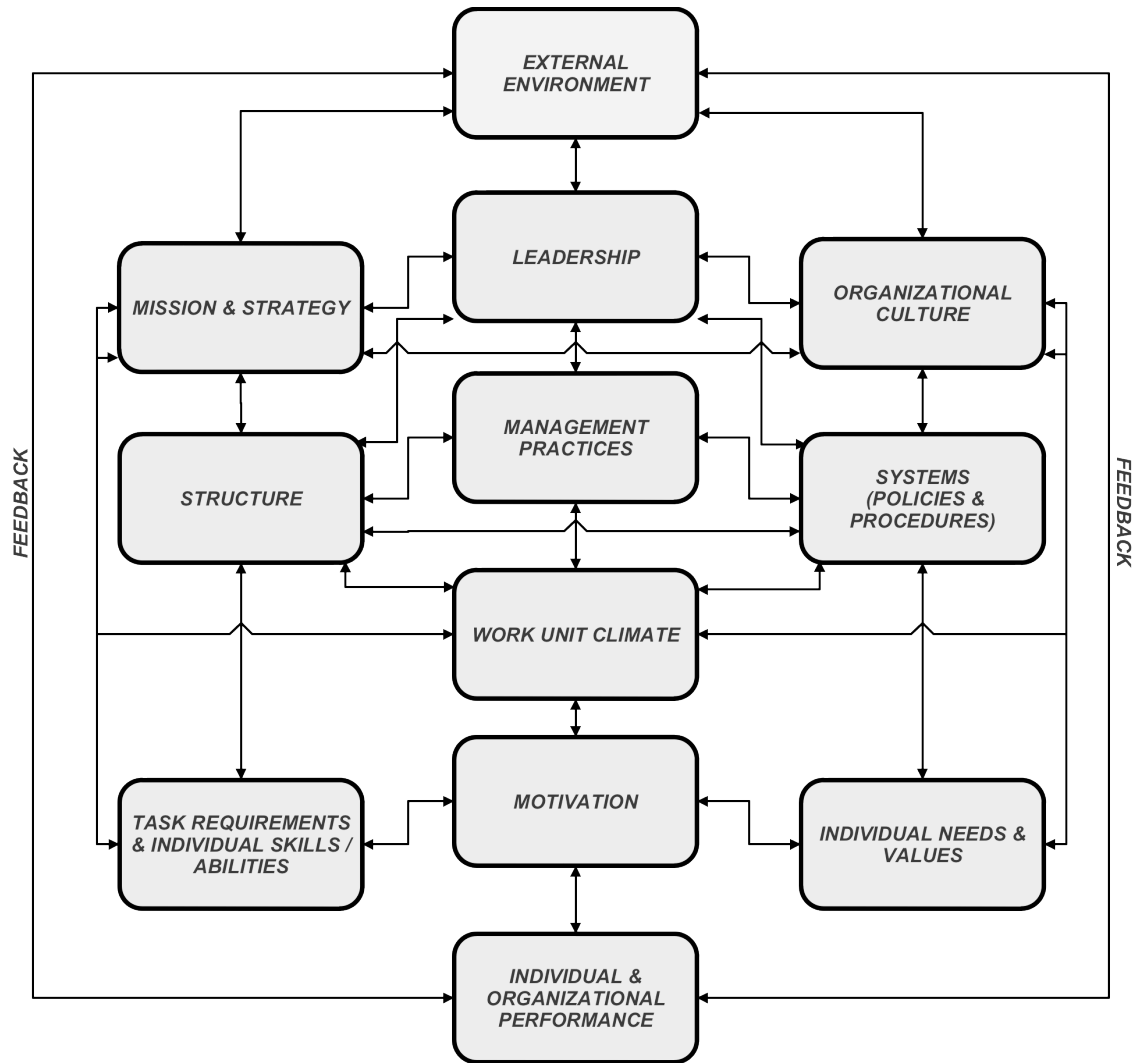 EXTERNAL
ENVIRONMENT
LEADERSHIP
MISSION & STRATEGY
ORGANIZATIONAL
CULTURE
MANAGEMENT
PRACTICES
STRUCTURE
SYSTEMS
(POLICIES &
PROCEDURES)
FEEDBACK
FEEDBACK
WORK UNIT CLIMATE
MOTIVATION
TASK REQUIREMENTS
& INDIVIDUAL SKILLS /
ABILITIES
INDIVIDUAL NEEDS &
VALUES
INDIVIDUAL &
ORGANIZATIONAL
PERFORMANCE